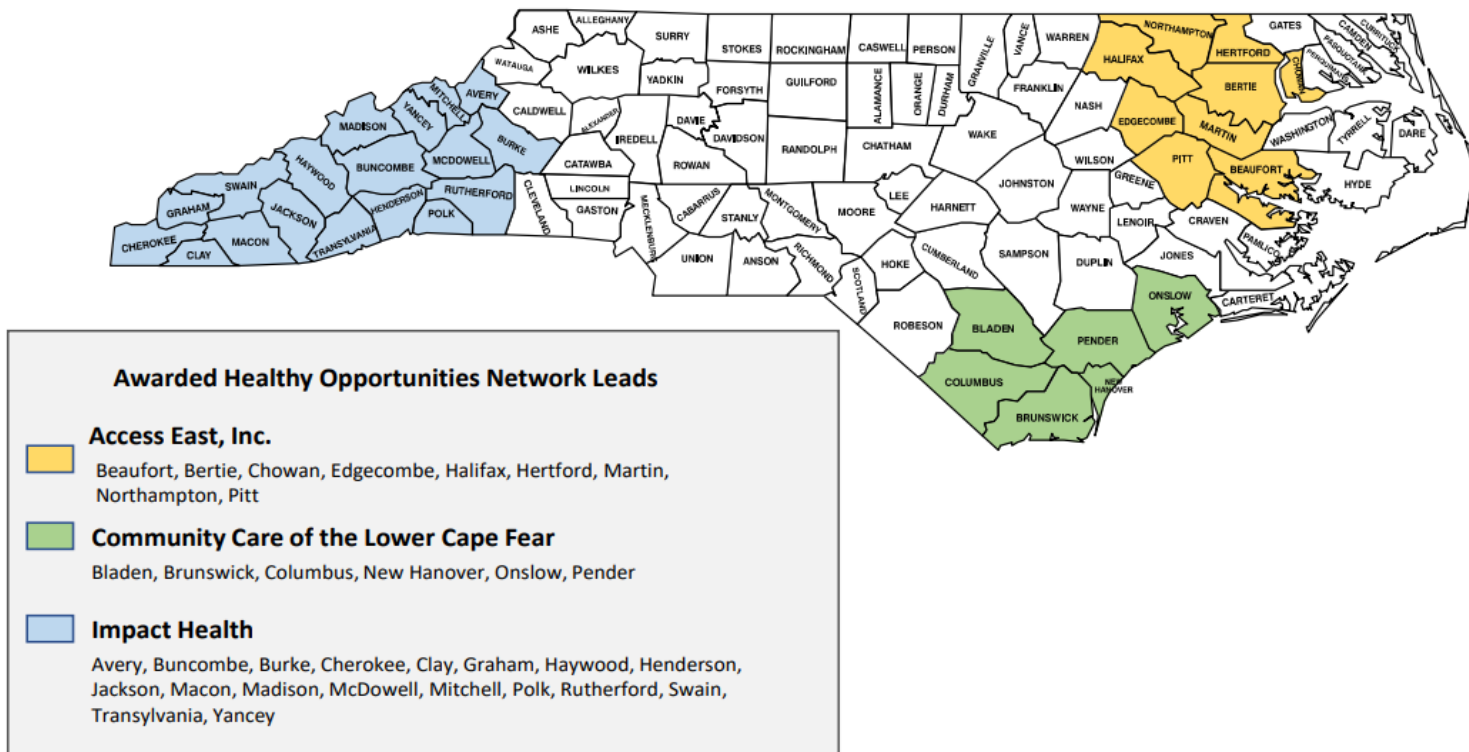 ASHE
ALLEGHANY
SURRY
STOKES
ROCKINGHAM
CASWELL
PERSON
GRANVILLE
VANCE
WARREN
NORTHAMPTON
GATES
CURRITUCK
CAMDEN
PASQUOTANK
PERQUIMANS
HERTFORD
HALIFAX
CHOWAN
WATAUGA
WILKES
YADKIN
FORSYTH
GUILFORD
ALAMANCE
ORANGE
DURHAM
FRANKLIN
NASH
BERTIE
AVERY
MITCHELL
YANCEY
CALDWELL
ALEXANDER
DAVIE
IREDELL
DAVIDSON
EDGECOMBE
MARTIN
WASHINGTON
TYRRELL
DARE
MADISON
BURKE
MCDOWELL
BUNCOMBE
HAYWOOD
CATAWBA
ROWAN
RANDOLPH
CHATHAM
WAKE
WILSON
PITT
BEAUFORT
HYDE
SWAIN
GRAHAM
JACKSON
HENDERSON
RUTHERFORD
POLK
CLEVELAND
LINCOLN
GASTON
MECKLENBURG
CABARRUS
STANLY
MONTGOMERY
MOORE
LEE
HARNETT
JOHNSTON
WAYNE
GREENE
LENOIR
CRAVEN
PAMLICO
CHEROKEE
CLAY
MACON
TRANSYLVANIA
UNION
ANSON
RICHMOND
SCOTLAND
HOKE
CUMBERLAND
SAMPSON
DUPLIN
JONES
ONSLOW
CARTERET
ROBESON
BLADEN
PENDER
COLUMBUS
NEW
HANOVER
BRUNSWICK
Awarded Healthy Opportunities Network Leads
Access East, Inc.
Beaufort, Bertie, Chowan, Edgecombe, Halifax, Hertford, Martin,
Northampton, Pitt
Community Care of the Lower Cape Fear
Bladen, Brunswick, Columbus, New Hanover, Onslow, Pender
Impact Health
Avery, Buncombe, Burke, Cherokee, Clay, Graham, Haywood, Henderson,
Jackson, Macon, Madison, McDowell, Mitchell, Polk, Rutherford, Swain,
Transylvania, Yancey